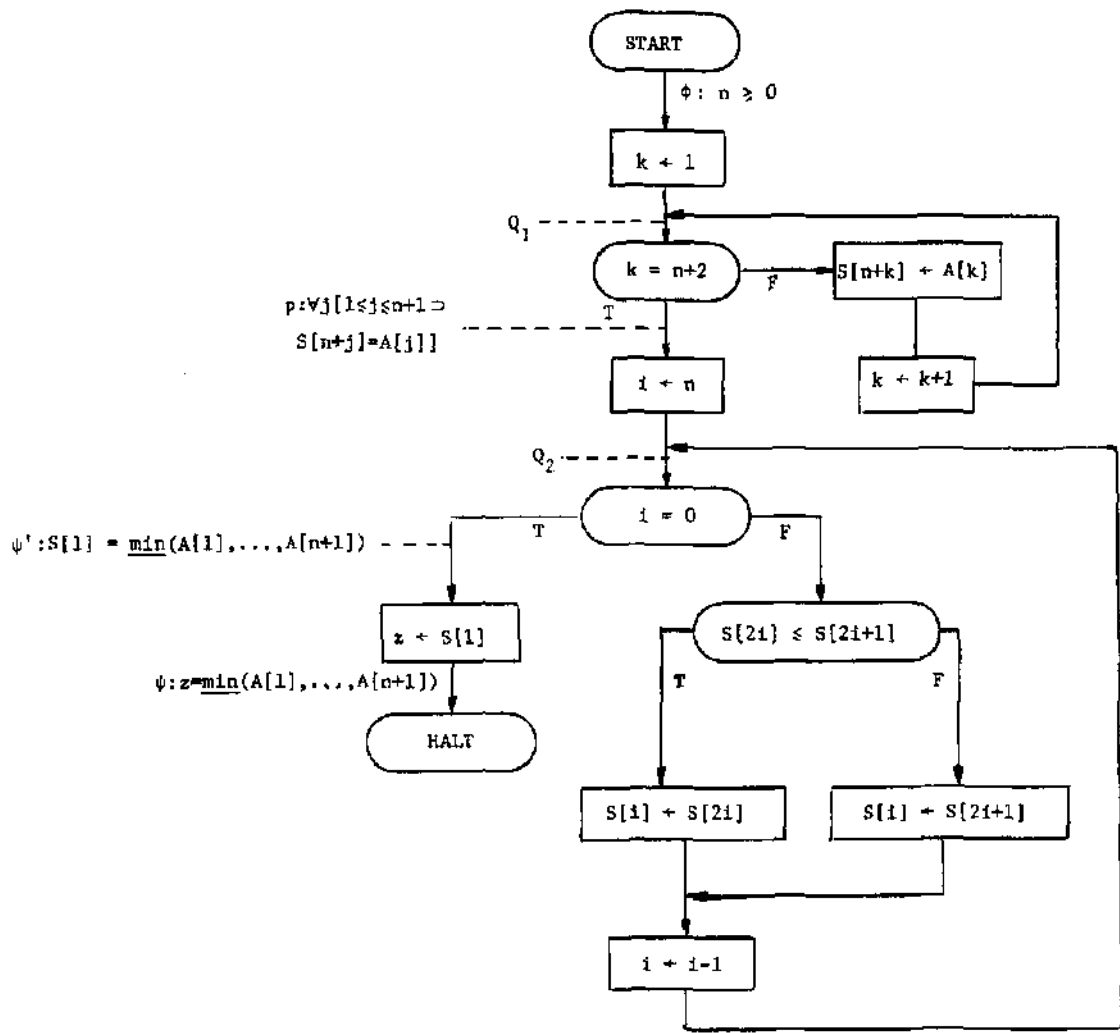 START
φ: n ≥ 0
k ← 1
Q₁
k = n+2
F
S[n+k] ← A[k]
T
p:∀j[1≤j≤n+1 ⊃
S[n+j]=A[j]]
i ← n
k ← k+1
Q₂
i = 0
T
F
ψ':S[1] = min(A[1],...,A[n+1])
z ← S[1]
S[2i] ≤ S[2i+1]
ψ:z=min(A[1],...,A[n+1])
T
F
HALT
S[i] ← S[2i]
S[i] ← S[2i+1]
i ← i-1